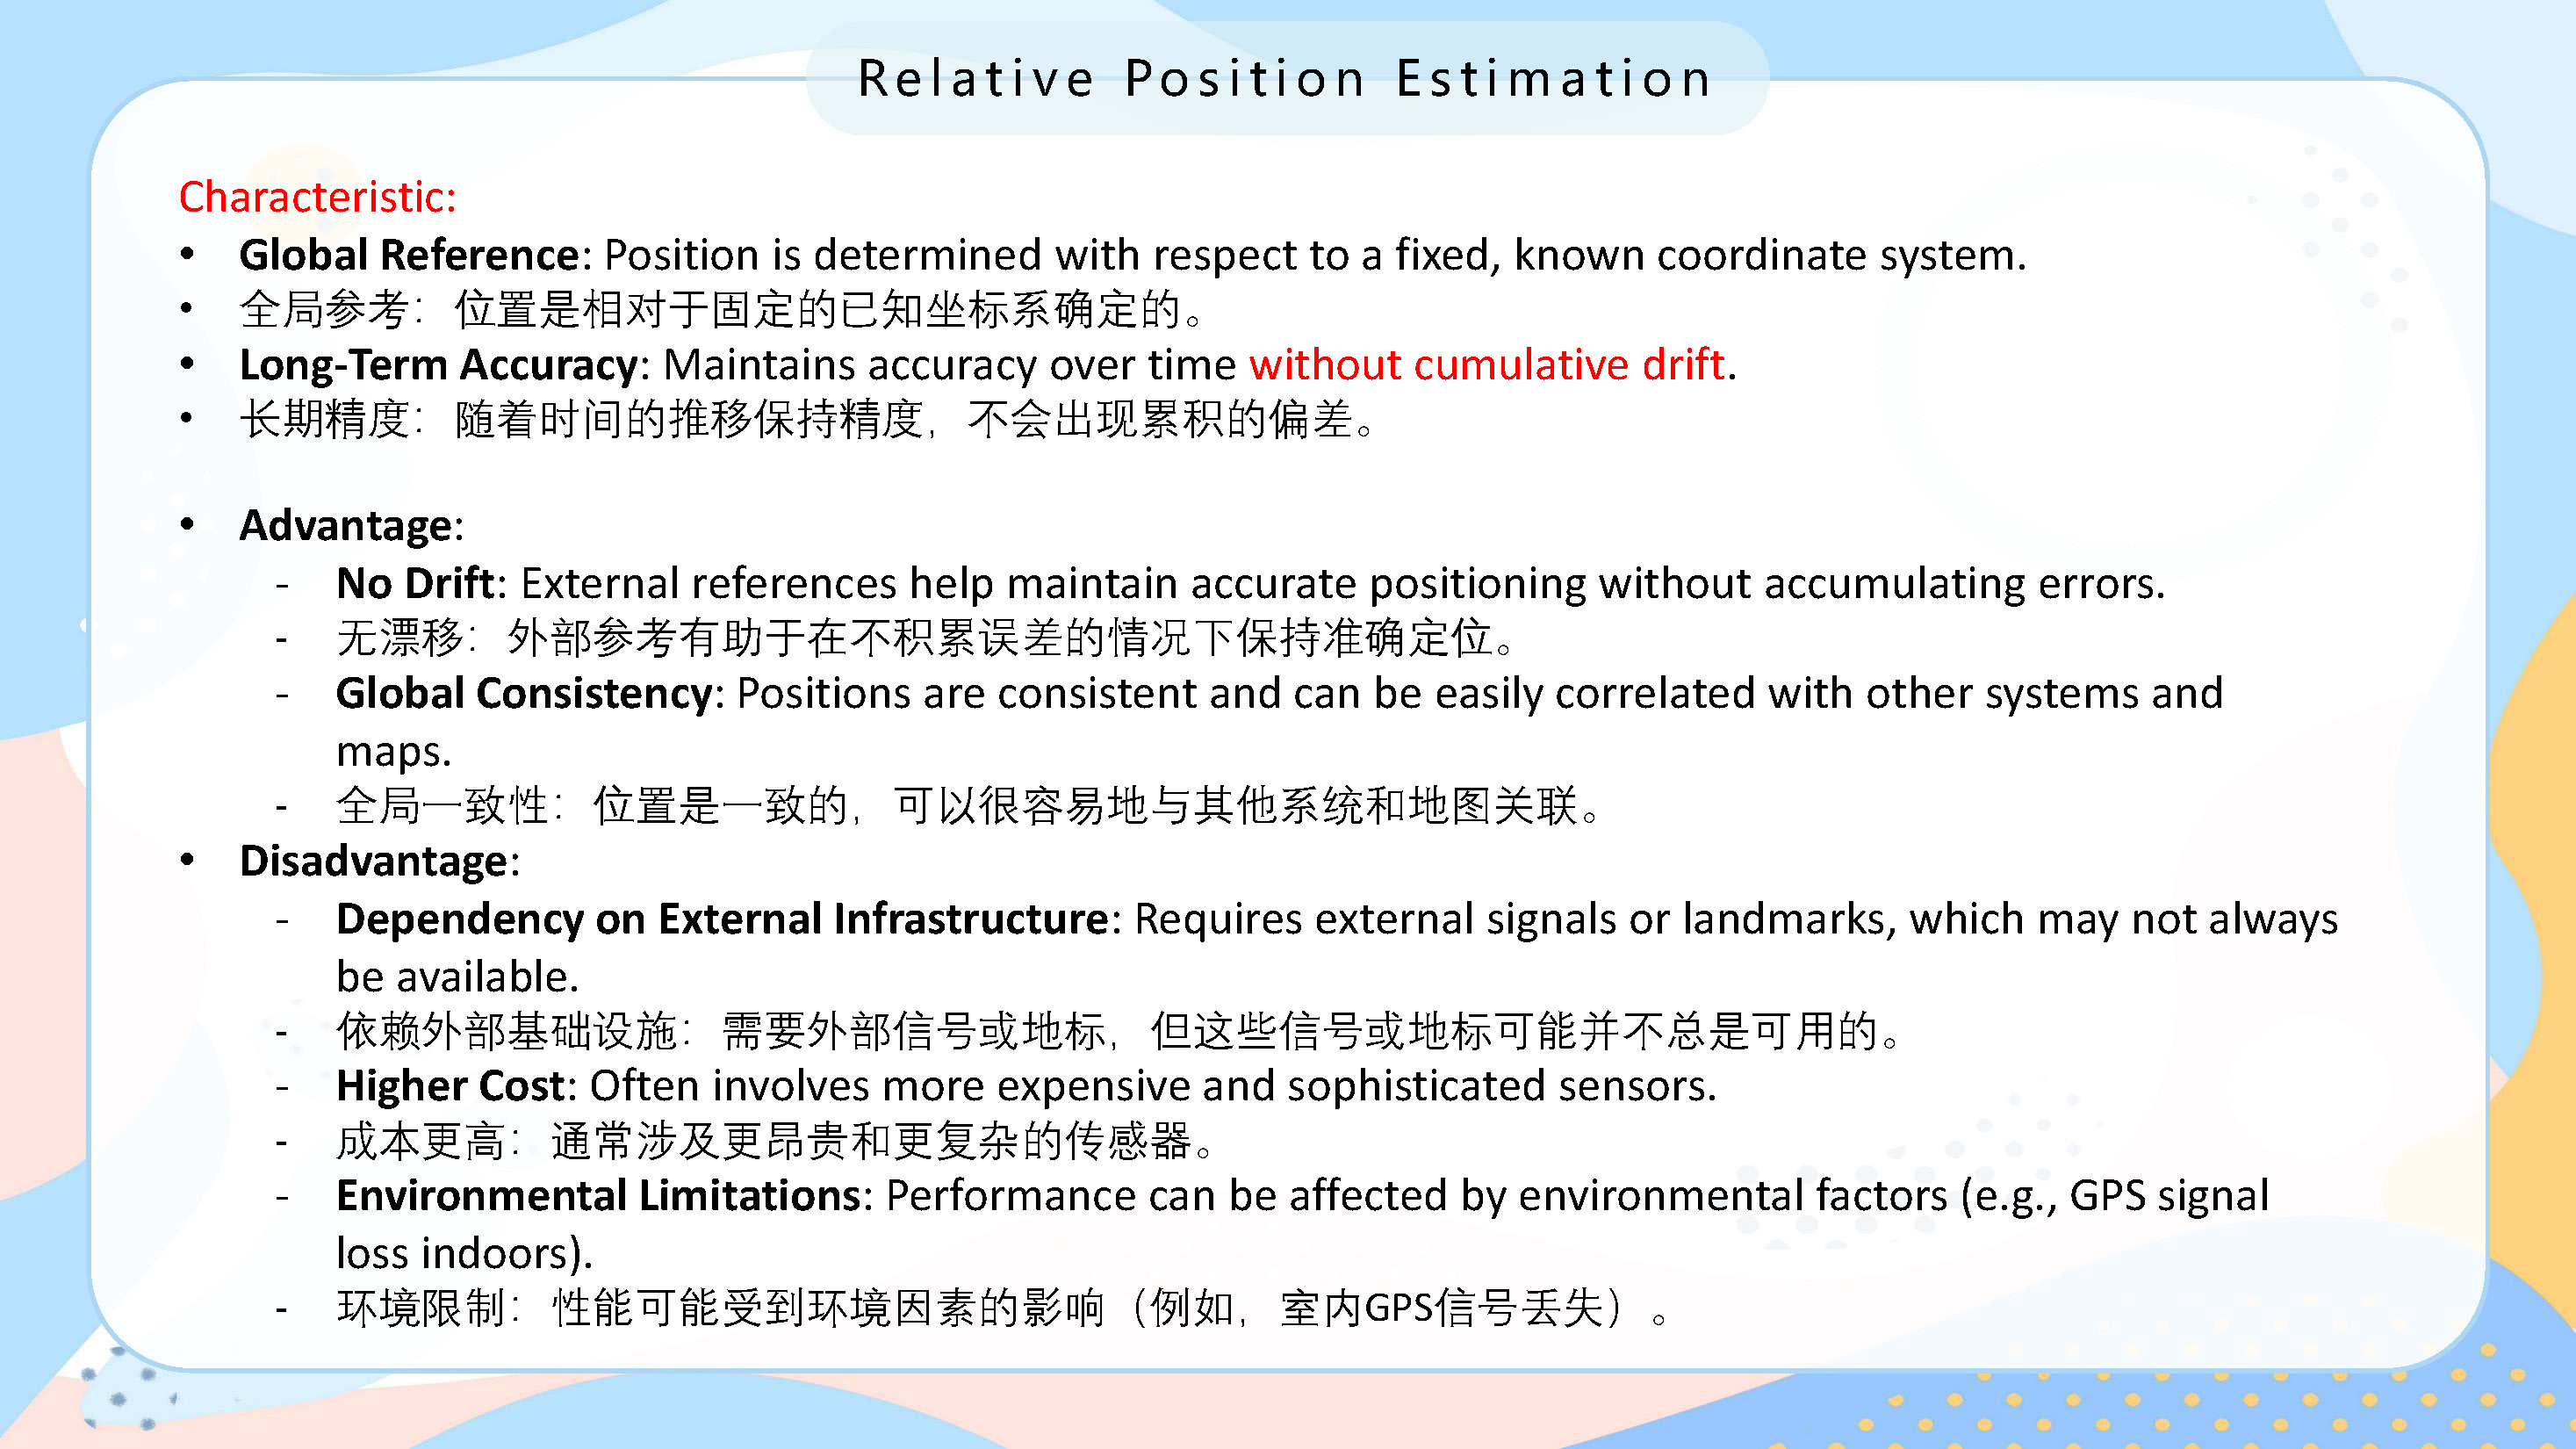 Relative Position Estimation
Characteristic:
• Global Reference: Position is determined with respect to a fixed, known coordinate system.
• 全局参考：位置是相对于固定的已知坐标系确定的。
• Long-Term Accuracy: Maintains accuracy over time without cumulative drift.
• 长期精度：随着时间的推移保持精度，不会出现累积的偏差。
• Advantage:
- No Drift: External references help maintain accurate positioning without accumulating errors.
- 无漂移：外部参考有助于在不积累误差的情况下保持准确定位。
- Global Consistency: Positions are consistent and can be easily correlated with other systems and
maps.
- 全局一致性：位置是一致的，可以很容易地与其他系统和地图关联。
• Disadvantage:
- Dependency on External Infrastructure: Requires external signals or landmarks, which may not always
be available.
- 依赖外部基础设施：需要外部信号或地标，但这些信号或地标可能并不总是可用的。
- Higher Cost: Often involves more expensive and sophisticated sensors.
- 成本更高：通常涉及更昂贵和更复杂的传感器。
- Environmental Limitations: Performance can be affected by environmental factors (e.g., GPS signal
loss indoors).
- 环境限制：性能可能受到环境因素的影响（例如，室内GPS信号丢失）。